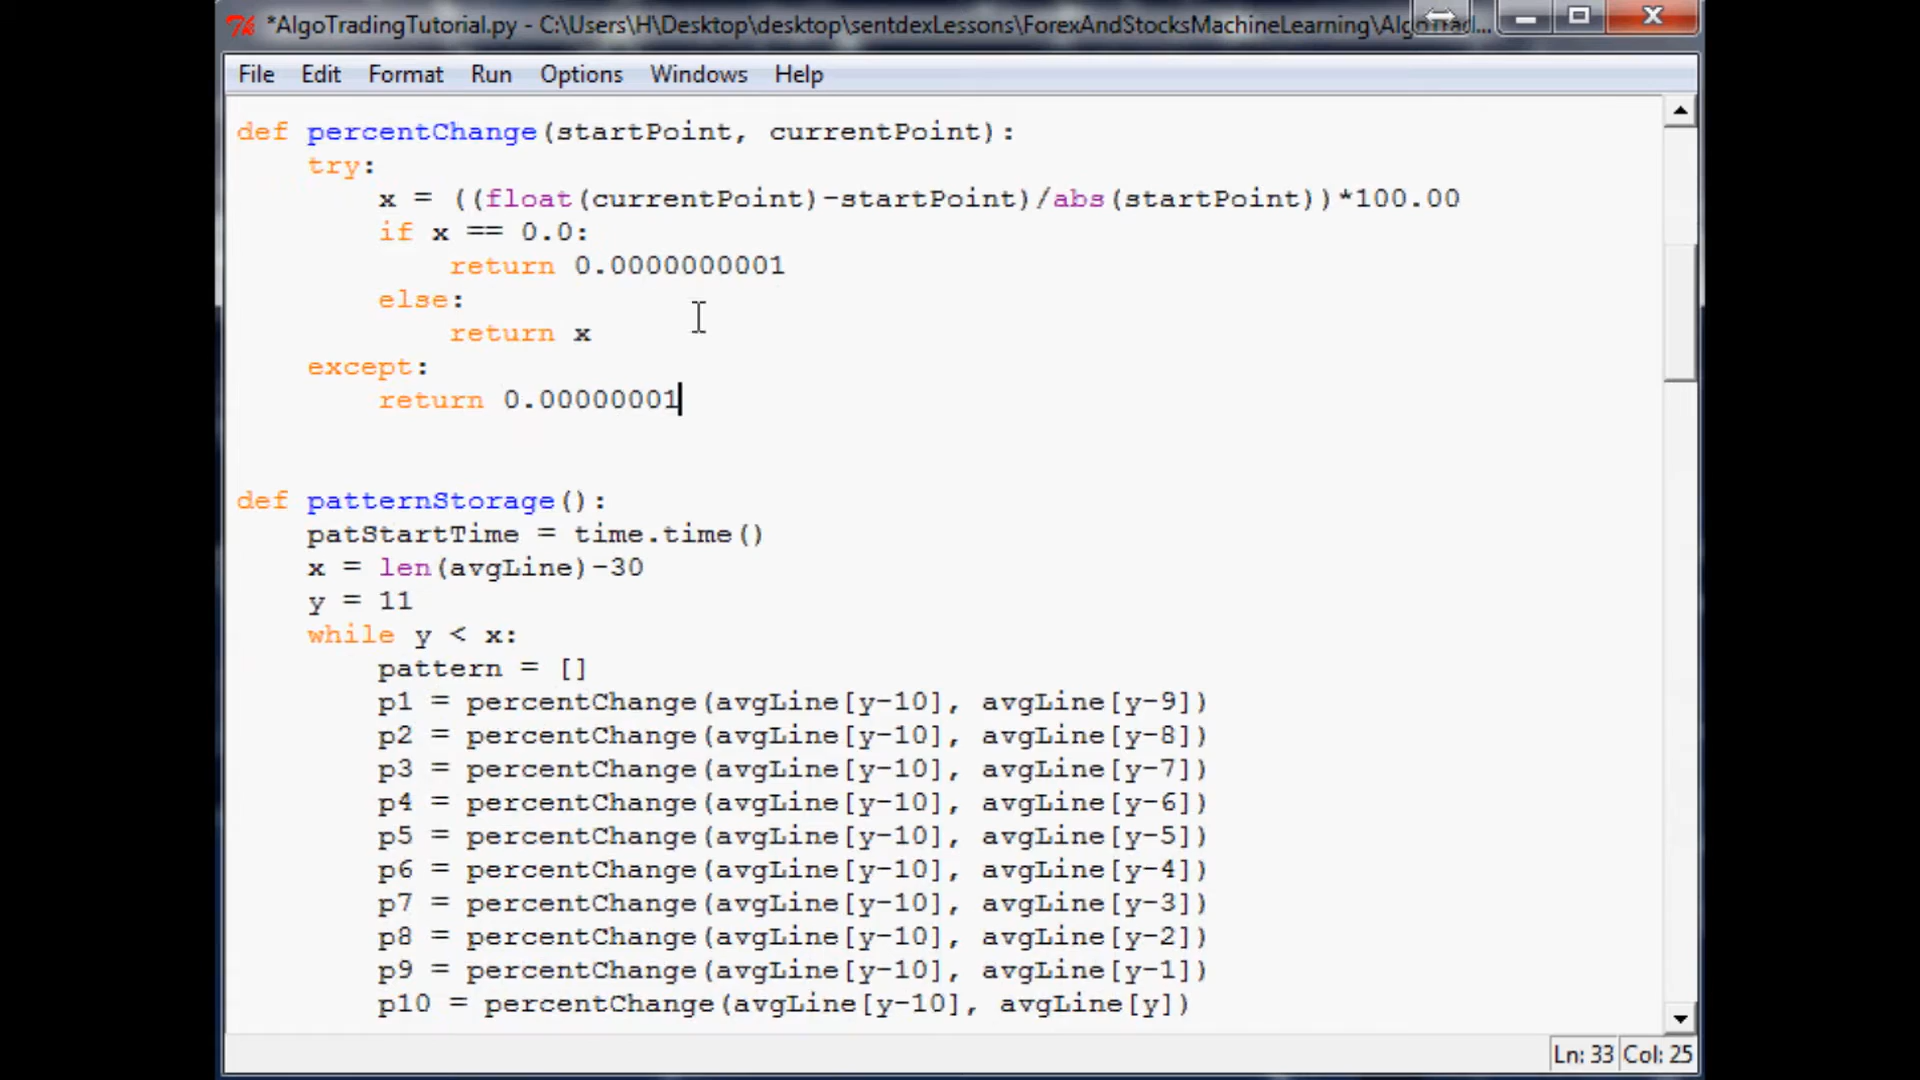 *AlgoTradingTutorial.py - C:\Users\H\Desktop\desktop\sentdexLessons\ForexAndStocksMachineLearning\AlgoTrad...
File Edit Format Run Options Windows Help
def percentChange(startPoint, currentPoint):
    try:
        x = ((float(currentPoint)-startPoint)/abs(startPoint))*100.00
        if x == 0.0:
            return 0.0000000001
        else:
            return x
    except:
        return 0.00000001
def patternStorage():
    patStartTime = time.time()
    x = len(avgLine)-30
    y = 11
    while y < x:
        pattern = []
        p1 = percentChange(avgLine[y-10], avgLine[y-9])
        p2 = percentChange(avgLine[y-10], avgLine[y-8])
        p3 = percentChange(avgLine[y-10], avgLine[y-7])
        p4 = percentChange(avgLine[y-10], avgLine[y-6])
        p5 = percentChange(avgLine[y-10], avgLine[y-5])
        p6 = percentChange(avgLine[y-10], avgLine[y-4])
        p7 = percentChange(avgLine[y-10], avgLine[y-3])
        p8 = percentChange(avgLine[y-10], avgLine[y-2])
        p9 = percentChange(avgLine[y-10], avgLine[y-1])
        p10 = percentChange(avgLine[y-10], avgLine[y])
Ln: 33 Col: 25